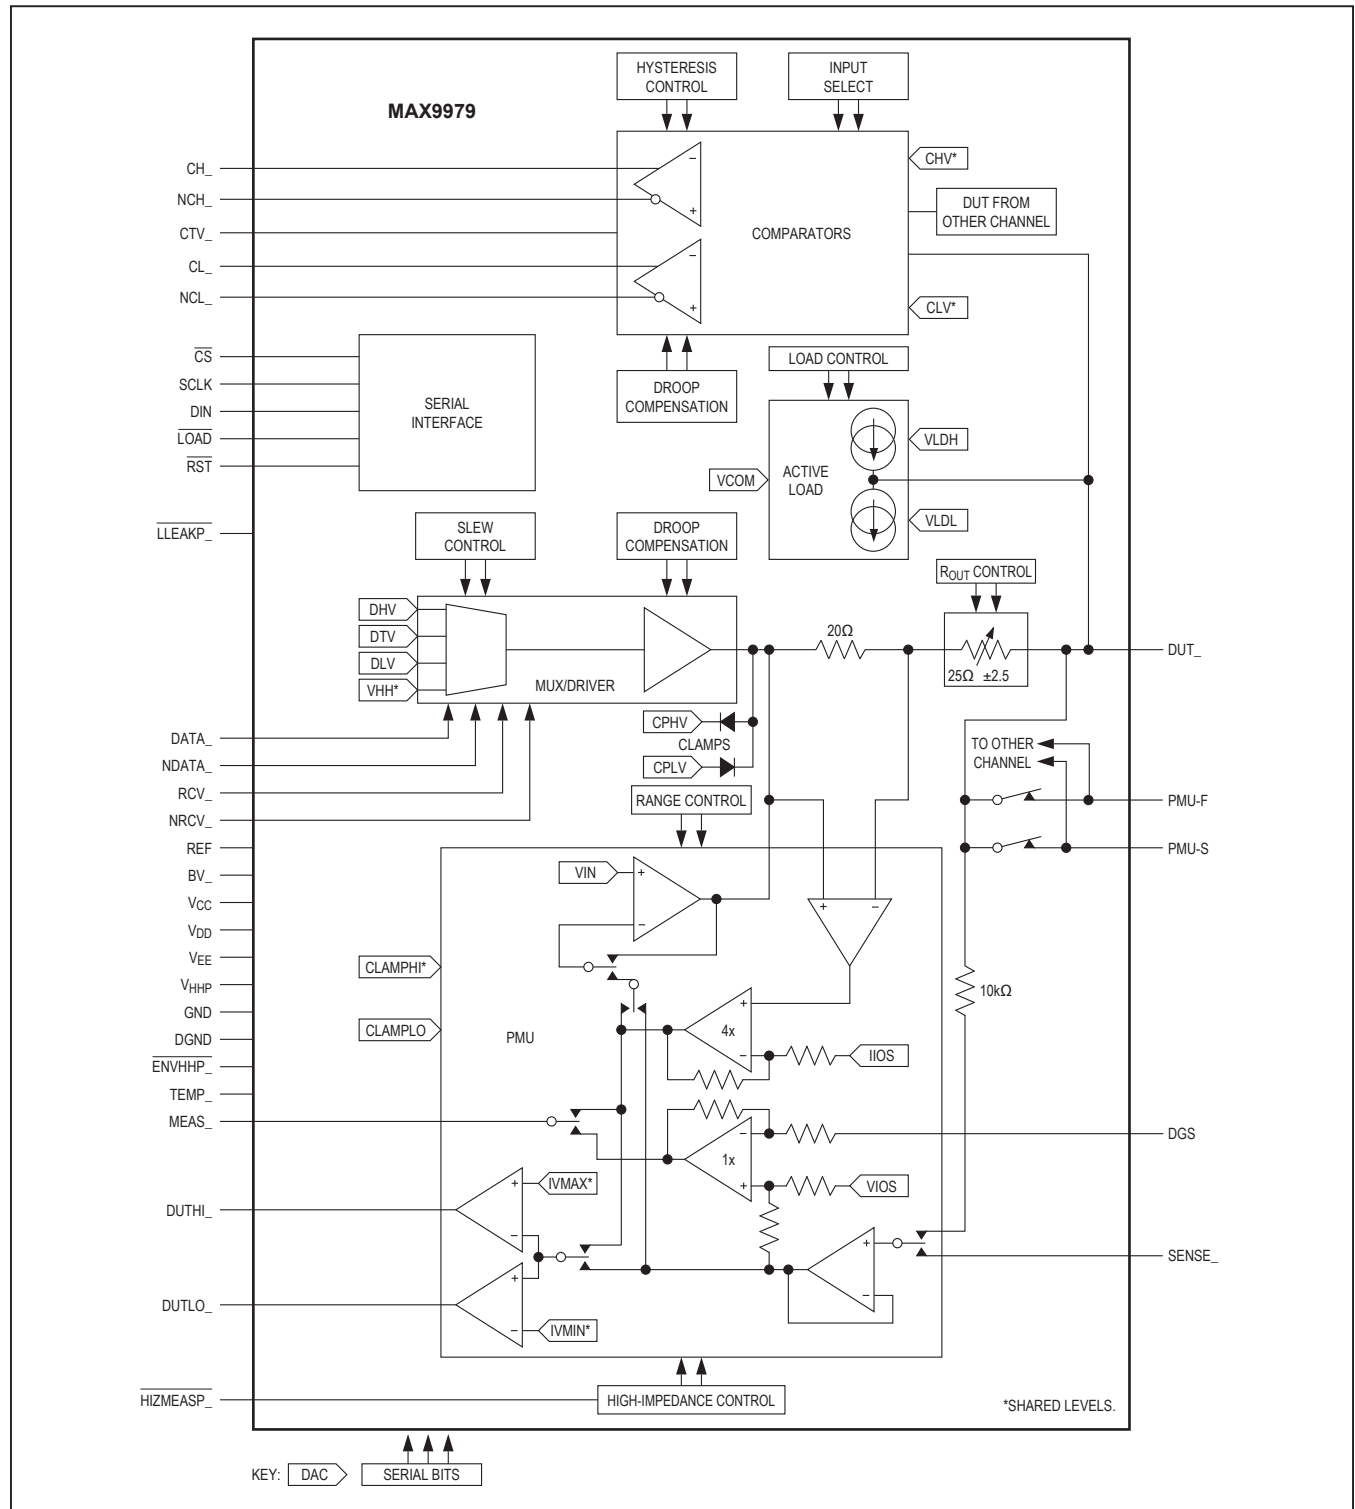 MAX9979
HYSTERESIS
CONTROL
INPUT
SELECT
CH_
NCH_
CTV_
CL_
NCL_
-
+
-
+
COMPARATORS
CHV*
DUT FROM
OTHER CHANNEL
CLV*
CS
SCLK
DIN
LOAD
RST
SERIAL
INTERFACE
DROOP
COMPENSATION
LOAD CONTROL
VCOM
ACTIVE
LOAD
VLDH
VLDL
LLEAKP_
SLEW
CONTROL
DROOP
COMPENSATION
ROUT CONTROL
DHV
DTV
DLV
VHH*
MUX/DRIVER
20Ω
25Ω ±2.5
DUT_
CPHV
CLAMPS
CPLV
DATA_
NDATA_
RCV_
NRCV_
TO OTHER
CHANNEL
PMU-F
PMU-S
RANGE CONTROL
REF
BV_
VCC
VDD
VEE
VHHP
GND
DGND
ENVHHP_
TEMP_
MEAS_
VIN
+
-
+ -
CLAMPHI*
CLAMPLO
PMU
10kΩ
+
4x
-
IIOS
-
1x
+
DGS
VIOS
IVMAX*
+
-
DUTHI_
+
-
DUTLO_
IVMIN*
+
-
SENSE_
HIZMEASP_
HIGH-IMPEDANCE CONTROL
*SHARED LEVELS.
KEY: DAC
SERIAL BITS